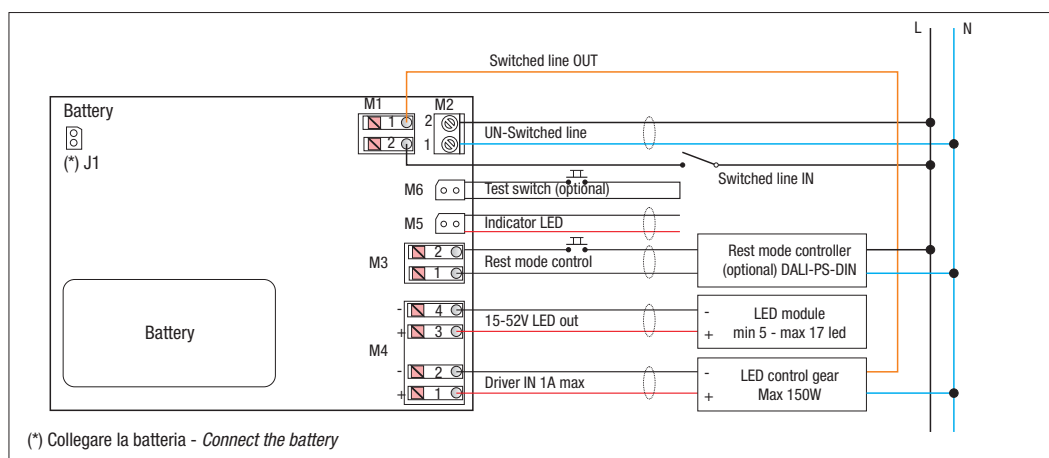 L N
Switched line OUT
Battery
(*) J1
M1 M2
1 2
UN-Switched line
2 1
Switched line IN
M6 Test switch (optional)
M5 Indicator LED
M3
2
Rest mode control
1
Rest mode controller
(optional) DALI-PS-DIN
Battery
M4
- 4
15-52V LED out
+ 3
-
LED module
+
min 5 - max 17 led
- 2
Driver IN 1A max
+ 1
-
LED control gear
+
Max 150W
(*) Collegare la batteria - Connect the battery